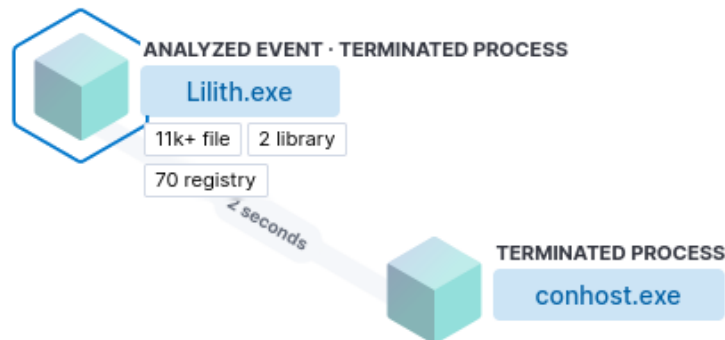 ANALYZED EVENT · TERMINATED PROCESS
Lilith.exe
11k+ file
2 library
70 registry
2 seconds
TERMINATED PROCESS
conhost.exe